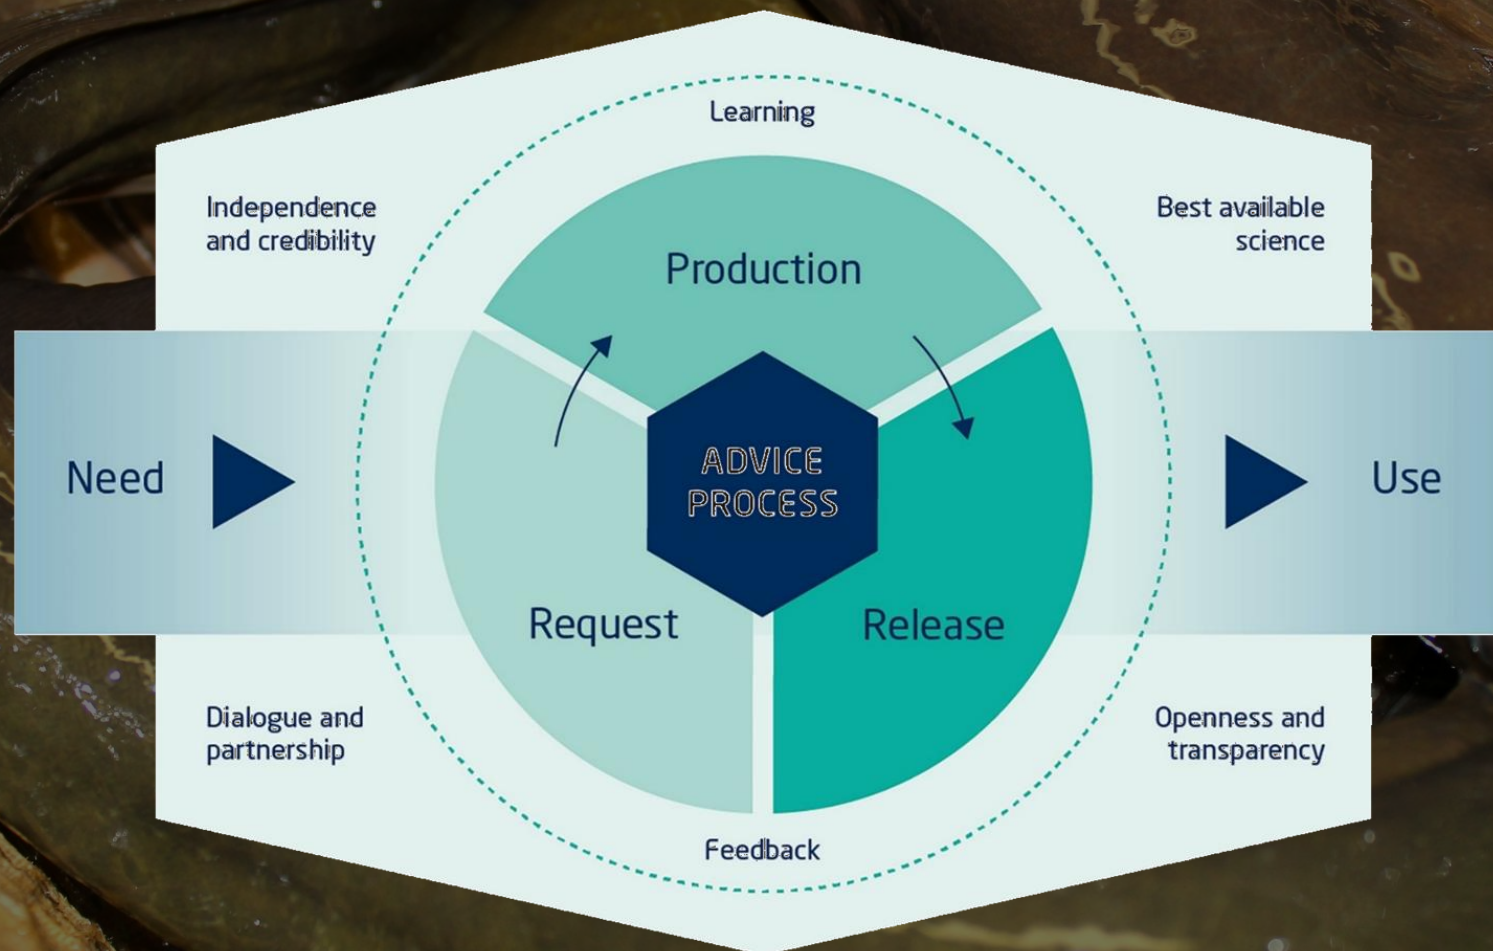 Learning
Independence
and credibility
Best available
science
Production
Need
ADVICE
PROCESS
Use
Request
Release
Dialogue and
partnership
Openness and
transparency
Feedback